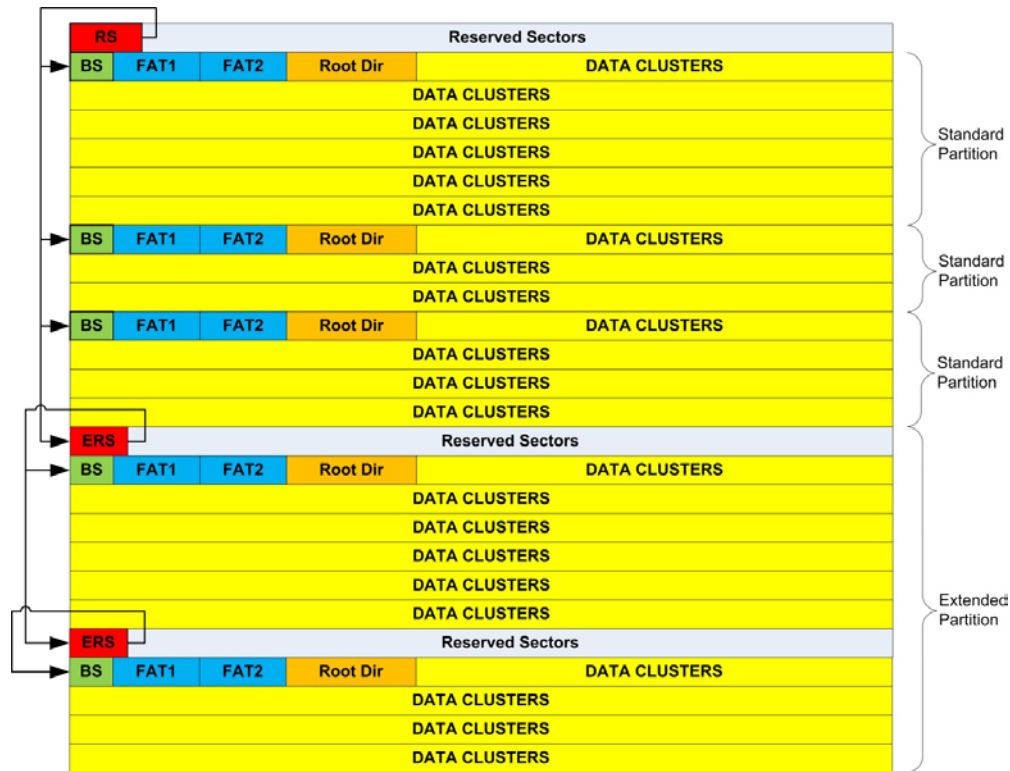 RS Reserved Sectors
BS FAT1 FAT2 Root Dir DATA CLUSTERS
DATA CLUSTERS
DATA CLUSTERS
DATA CLUSTERS
DATA CLUSTERS
DATA CLUSTERS
Standard
Partition
BS FAT1 FAT2 Root Dir DATA CLUSTERS
DATA CLUSTERS
DATA CLUSTERS
Standard
Partition
BS FAT1 FAT2 Root Dir DATA CLUSTERS
DATA CLUSTERS
DATA CLUSTERS
DATA CLUSTERS
Standard
Partition
ERS Reserved Sectors
BS FAT1 FAT2 Root Dir DATA CLUSTERS
DATA CLUSTERS
DATA CLUSTERS
DATA CLUSTERS
DATA CLUSTERS
DATA CLUSTERS
ERS Reserved Sectors
BS FAT1 FAT2 Root Dir DATA CLUSTERS
DATA CLUSTERS
DATA CLUSTERS
DATA CLUSTERS
Extended
Partition